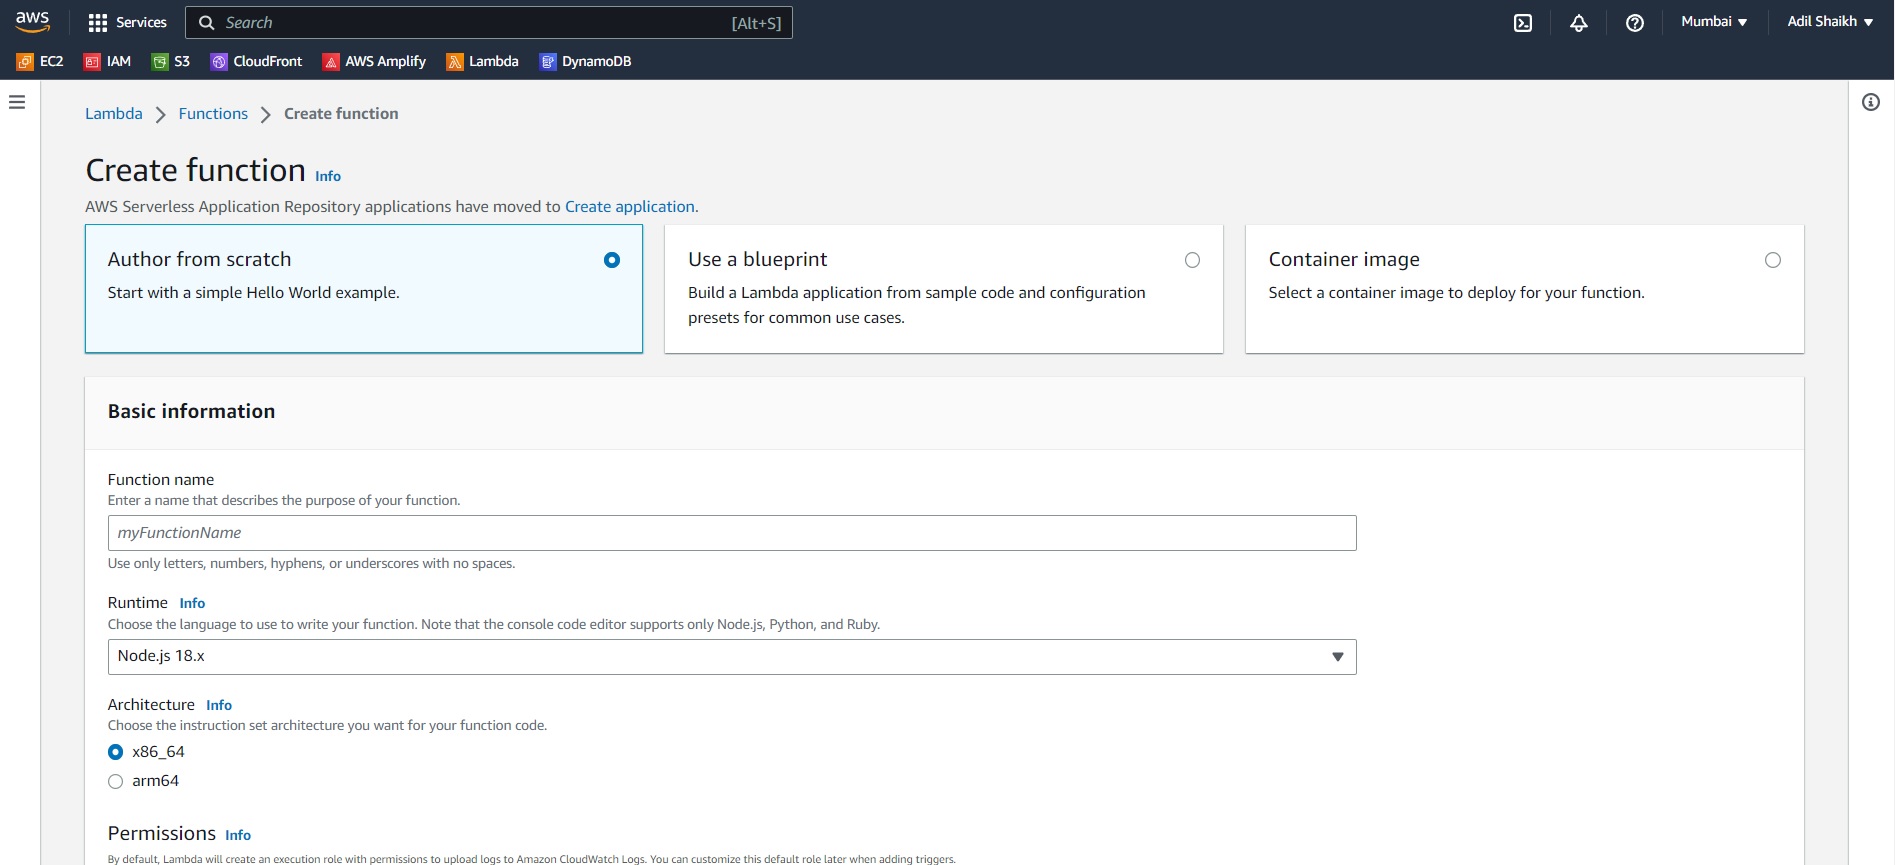 aws Services Search [Alt+S] Mumbai Adil Shaikh
EC2 IAM S3 CloudFront AWS Amplify Lambda DynamoDB
Lambda Functions Create function
Create function Info
AWS Serverless Application Repository applications have moved to Create application.
Author from scratch
Start with a simple Hello World example.
Use a blueprint
Build a Lambda application from sample code and configuration
presets for common use cases.
Container image
Select a container image to deploy for your function.
Basic information
Function name
Enter a name that describes the purpose of your function.
myFunctionName
Use only letters, numbers, hyphens, or underscores with no spaces.
Runtime Info
Choose the language to use to write your function. Note that the console code editor supports only Node.js, Python, and Ruby.
Node.js 18.x
Architecture Info
Choose the instruction set architecture you want for your function code.
x86_64
arm64
Permissions Info
By default, Lambda will create an execution role with permissions to upload logs to Amazon CloudWatch Logs. You can customize this default role later when adding triggers.